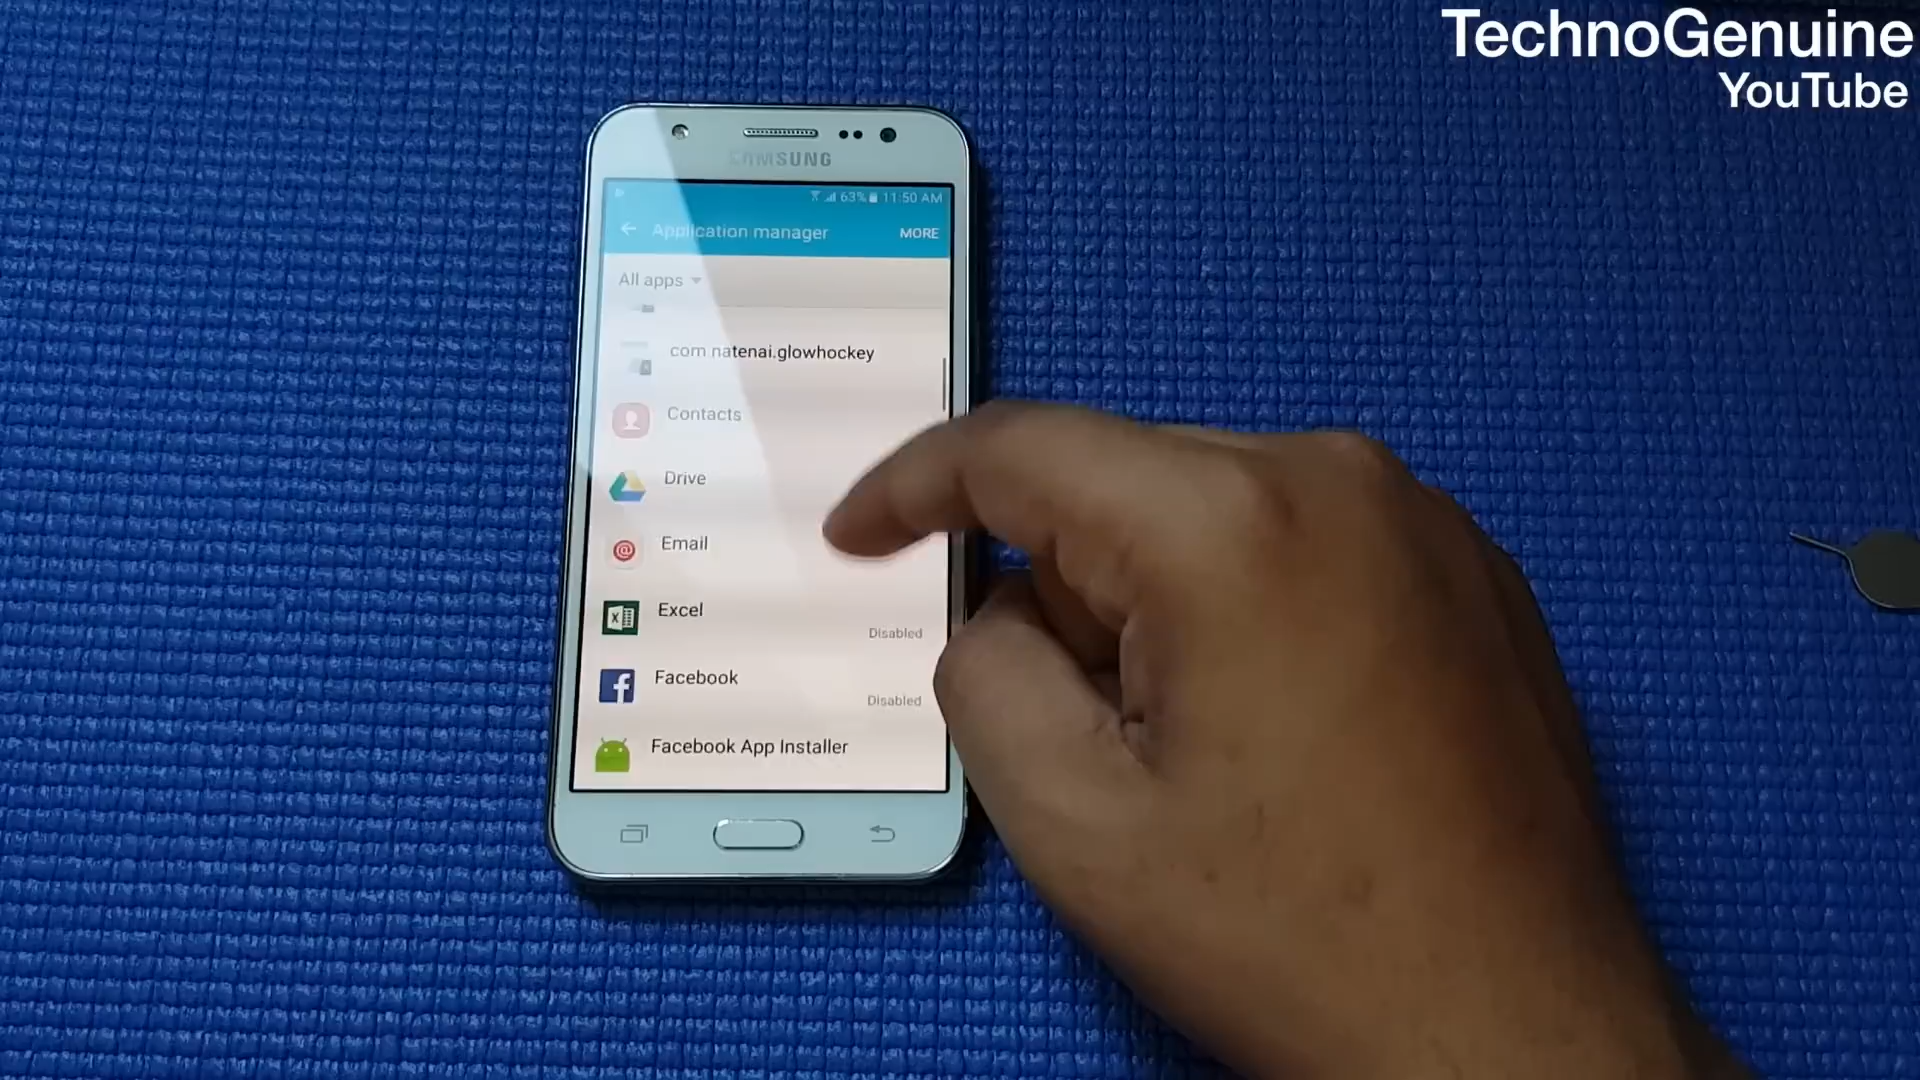 TechnoGenuine
YouTube
SAMSUNG
63% 11:50 AM
Application manager
MORE
All apps
com.natenai.glowhockey
Contacts
Drive
Email
Excel
Disabled
Facebook
Disabled
Facebook App Installer